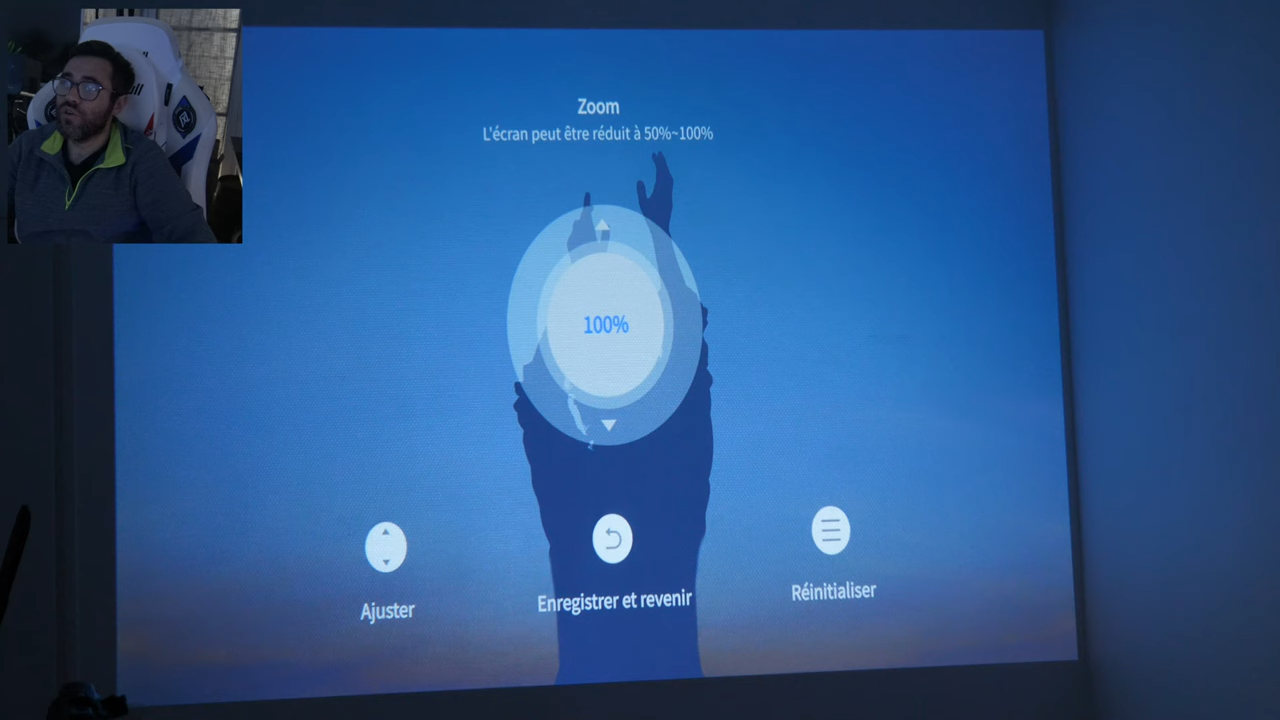 Zoom
L'écran peut être réduit à 50%~100%
100%
Ajuster
Enregistrer et revenir
Réinitialiser